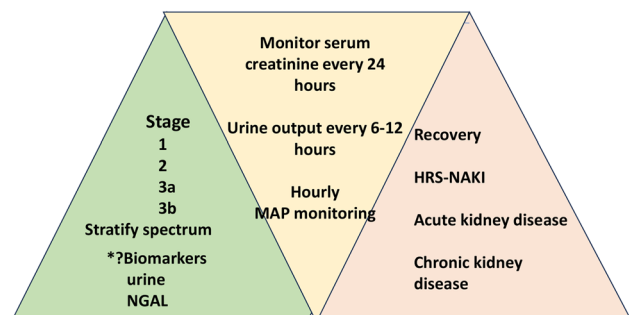 Monitor serum
creatinine every 24
hours
Urine output every 6-12
hours
Hourly
MAP monitoring
Stage
1
2
3a
3b
Stratify spectrum
*?Biomarkers
urine
NGAL
Recovery
HRS-NAKI
Acute kidney disease
Chronic kidney
disease